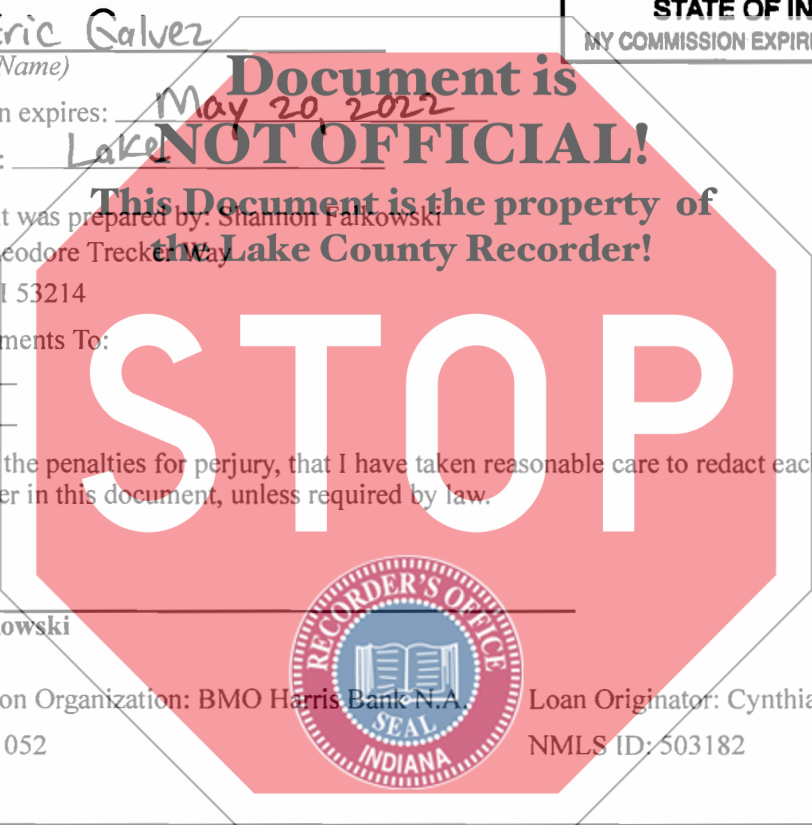 STATE OF IN
ric Galvez
MY COMMISSION EXPIRE
Name)
Document is
n expires: May 20, 2022
: Lake
NOT OFFICIAL!
This Document is the property of
t was prepared by: Shannon Falkowski
the Lake County Recorder!
eodore Trecker Way
I 53214
ments To:
STOP
the penalties for perjury, that I have taken reasonable care to redact eac
er in this document, unless required by law.
RECORDER'S OFFICE
SEAL
INDIANA
owski
on Organization: BMO Harris Bank N.A.
Loan Originator: Cynthia
052
NMLS ID: 503182